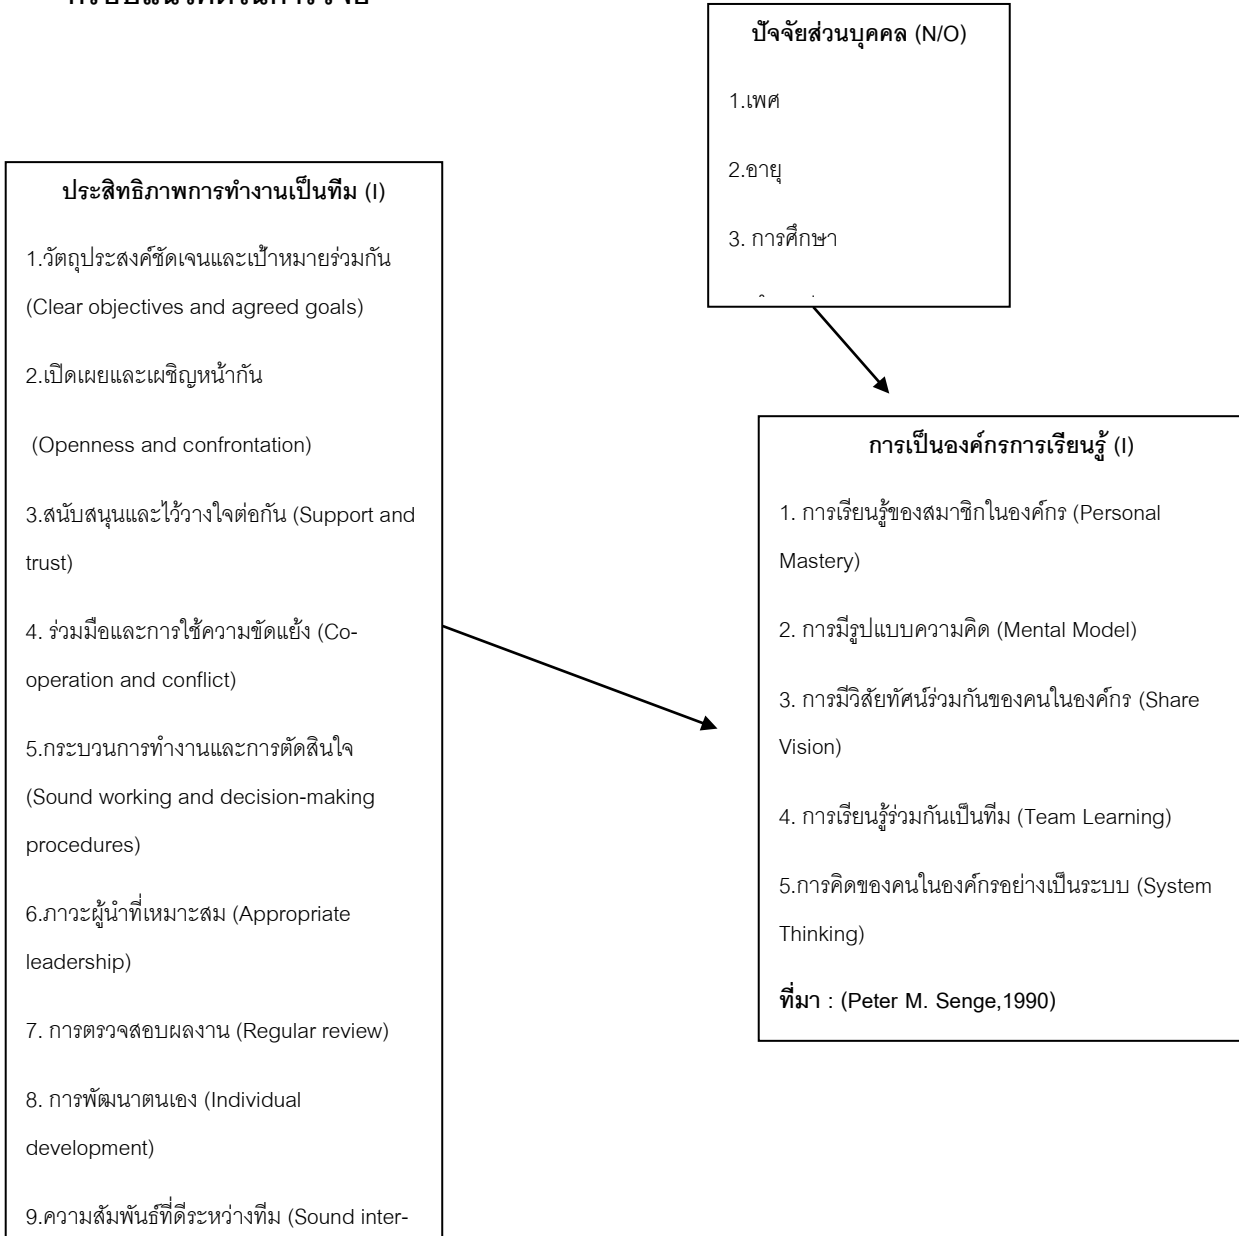 ปัจจัยส่วนบุคคล (N/O)
1.เพศ
2.อายุ
3. การศึกษา
ประสิทธิภาพการทำงานเป็นทีม (I)
1.วัตถุประสงค์ชัดเจนและเป้าหมายร่วมกัน
(Clear objectives and agreed goals)
2.เปิดเผยและเผชิญหน้ากัน
(Openness and confrontation)
3.สนับสนุนและไว้วางใจต่อกัน (Support and
trust)
4. ร่วมมือและการใช้ความขัดแย้ง (Co-
operation and conflict)
5.กระบวนการทำงานและการตัดสินใจ
(Sound working and decision-making
procedures)
6.ภาวะผู้นำที่เหมาะสม (Appropriate
leadership)
7. การตรวจสอบผลงาน (Regular review)
8. การพัฒนาตนเอง (Individual
development)
9.ความสัมพันธ์ที่ดีระหว่างทีม (Sound inter-
การเป็นองค์กรการเรียนรู้ (I)
1. การเรียนรู้ของสมาชิกในองค์กร (Personal
Mastery)
2. การมีรูปแบบความคิด (Mental Model)
3. การมีวิสัยทัศน์ร่วมกันของคนในองค์กร (Share
Vision)
4. การเรียนรู้ร่วมกันเป็นทีม (Team Learning)
5.การคิดของคนในองค์กรอย่างเป็นระบบ (System
Thinking)
ที่มา : (Peter M. Senge,1990)